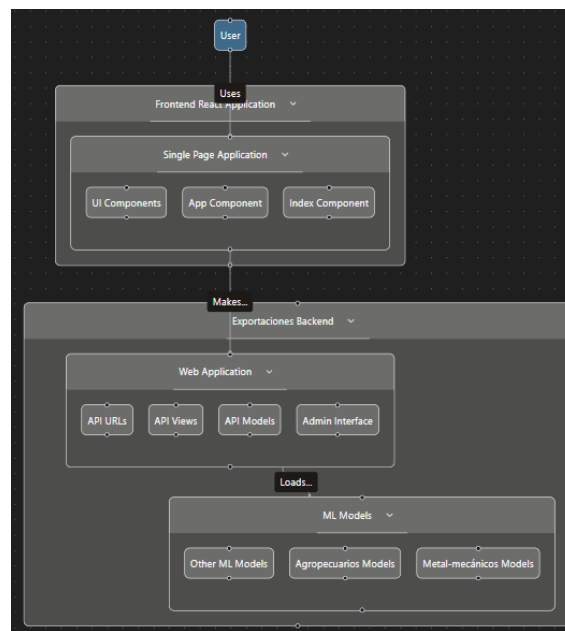 User
Uses
Frontend React Application
Single Page Application
UI Components
App Component
Index Component
Makes...
Exportaciones Backend
Web Application
API URLs
API Views
API Models
Admin Interface
Loads...
ML Models
Other ML Models
Agropecuarios Models
Metal-mecánicos Models